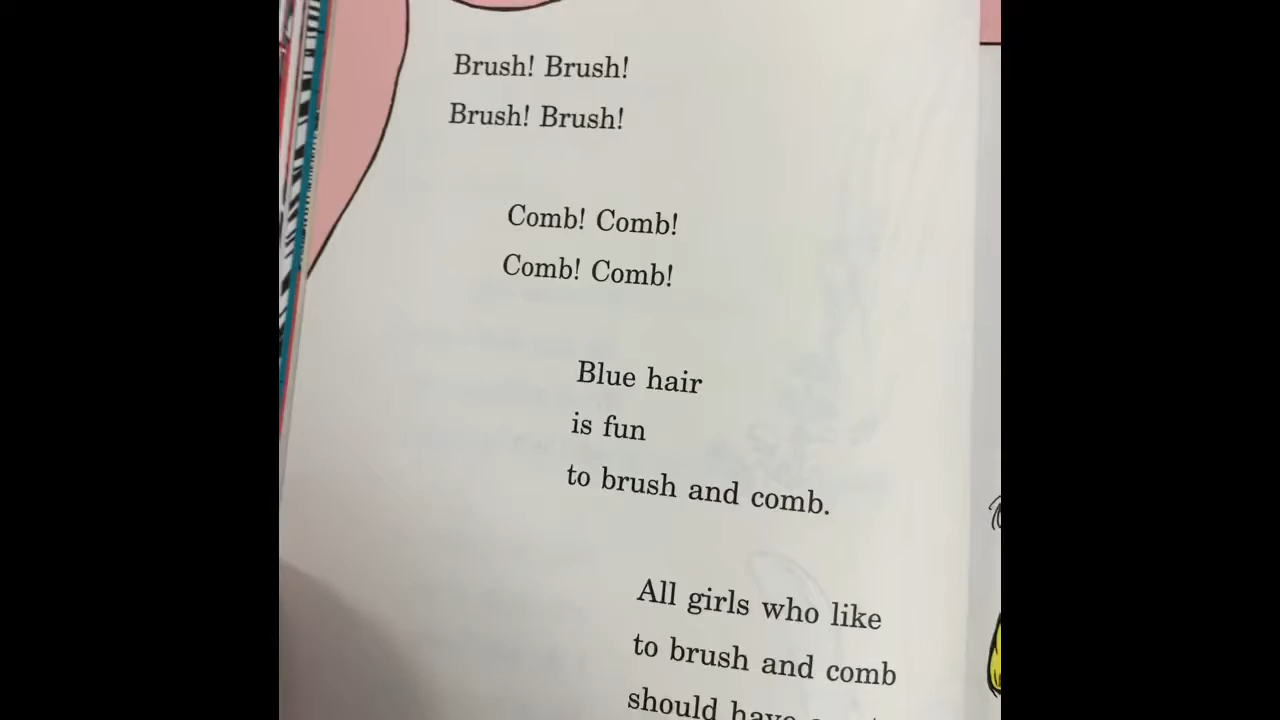 Brush! Brush!
Brush! Brush!
Comb! Comb!
Comb! Comb!
Blue hair
is fun
to brush and comb.
All girls who like
to brush and comb
should have